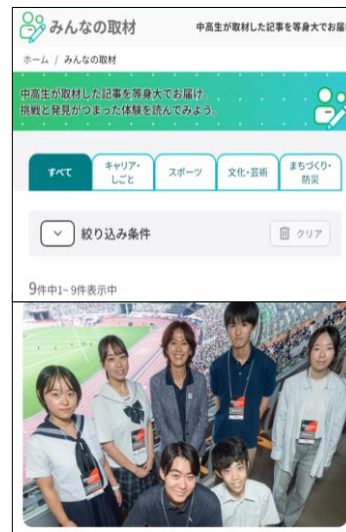 みんなの取材
中高生が取材した記事を等身大でお届け
ホーム / みんなの取材
中高生が取材した記事を等身大でお届け。
挑戦と発見がつまった体験を読んでみよう。
すべて
キャリア・
しごと
スポーツ
文化・芸術
まちづくり・
防災
絞り込み条件
クリア
9件中1~9件表示中